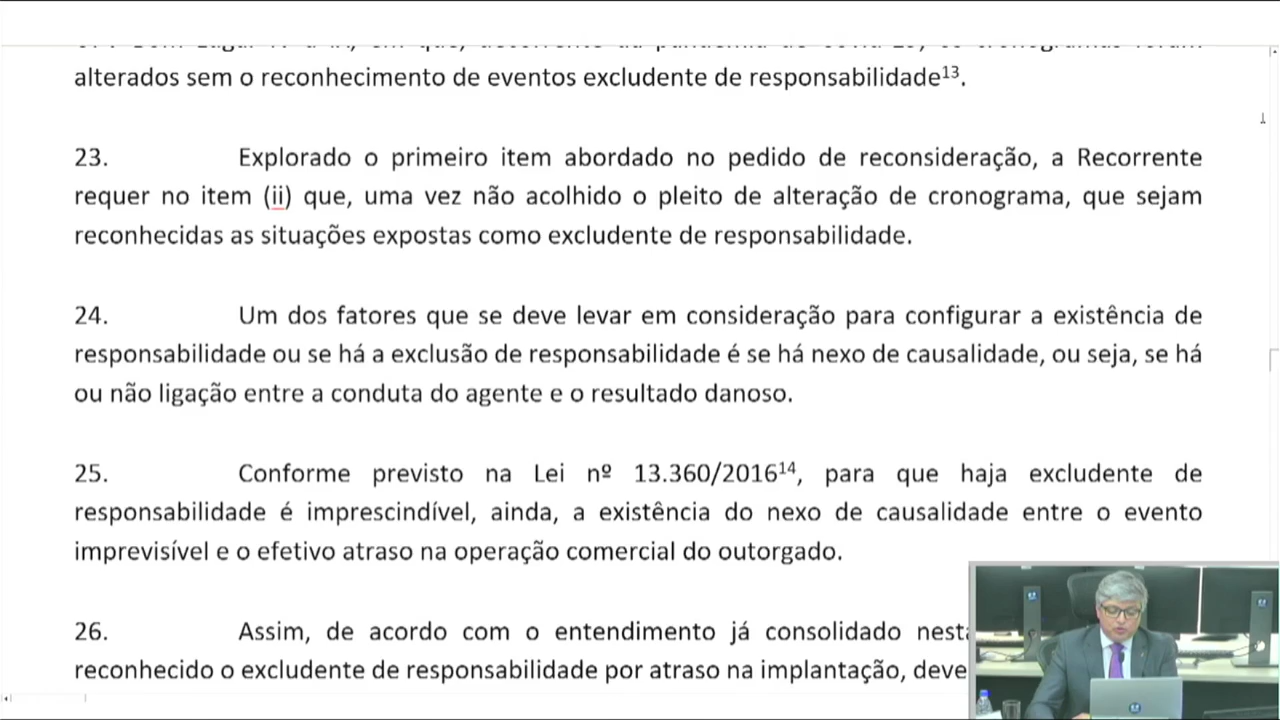 alterados sem o reconhecimento de eventos excludente de responsabilidade¹³.
23. Explorado o primeiro item abordado no pedido de reconsideração, a Recorrente
requer no item (ii) que, uma vez não acolhido o pleito de alteração de cronograma, que sejam
reconhecidas as situações expostas como excludente de responsabilidade.
24. Um dos fatores que se deve levar em consideração para configurar a existência de
responsabilidade ou se há a exclusão de responsabilidade é se há nexo de causalidade, ou seja, se há
ou não ligação entre a conduta do agente e o resultado danoso.
25. Conforme previsto na Lei nº 13.360/2016¹⁴, para que haja excludente de
responsabilidade é imprescindível, ainda, a existência do nexo de causalidade entre o evento
imprevisível e o efetivo atraso na operação comercial do outorgado.
26. Assim, de acordo com o entendimento já consolidado
reconhecido o excludente de responsabilidade por atraso na implantação,